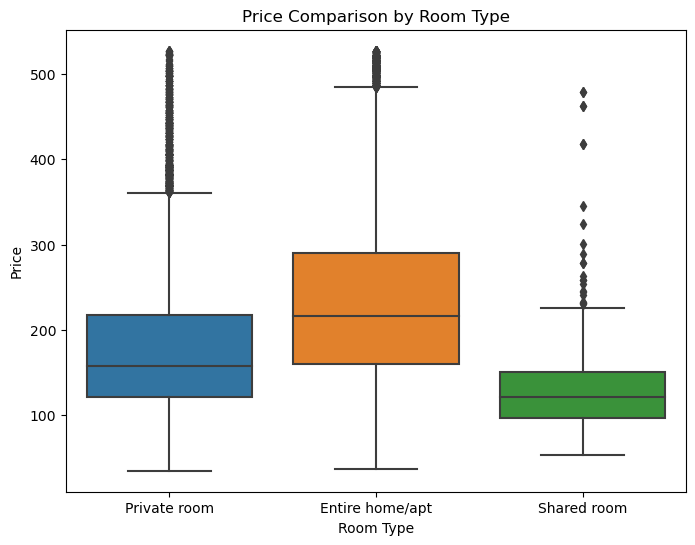 Price Comparison by Room Type
500
400
300
200
100
Price
Private room
Entire home/apt
Shared room
Room Type